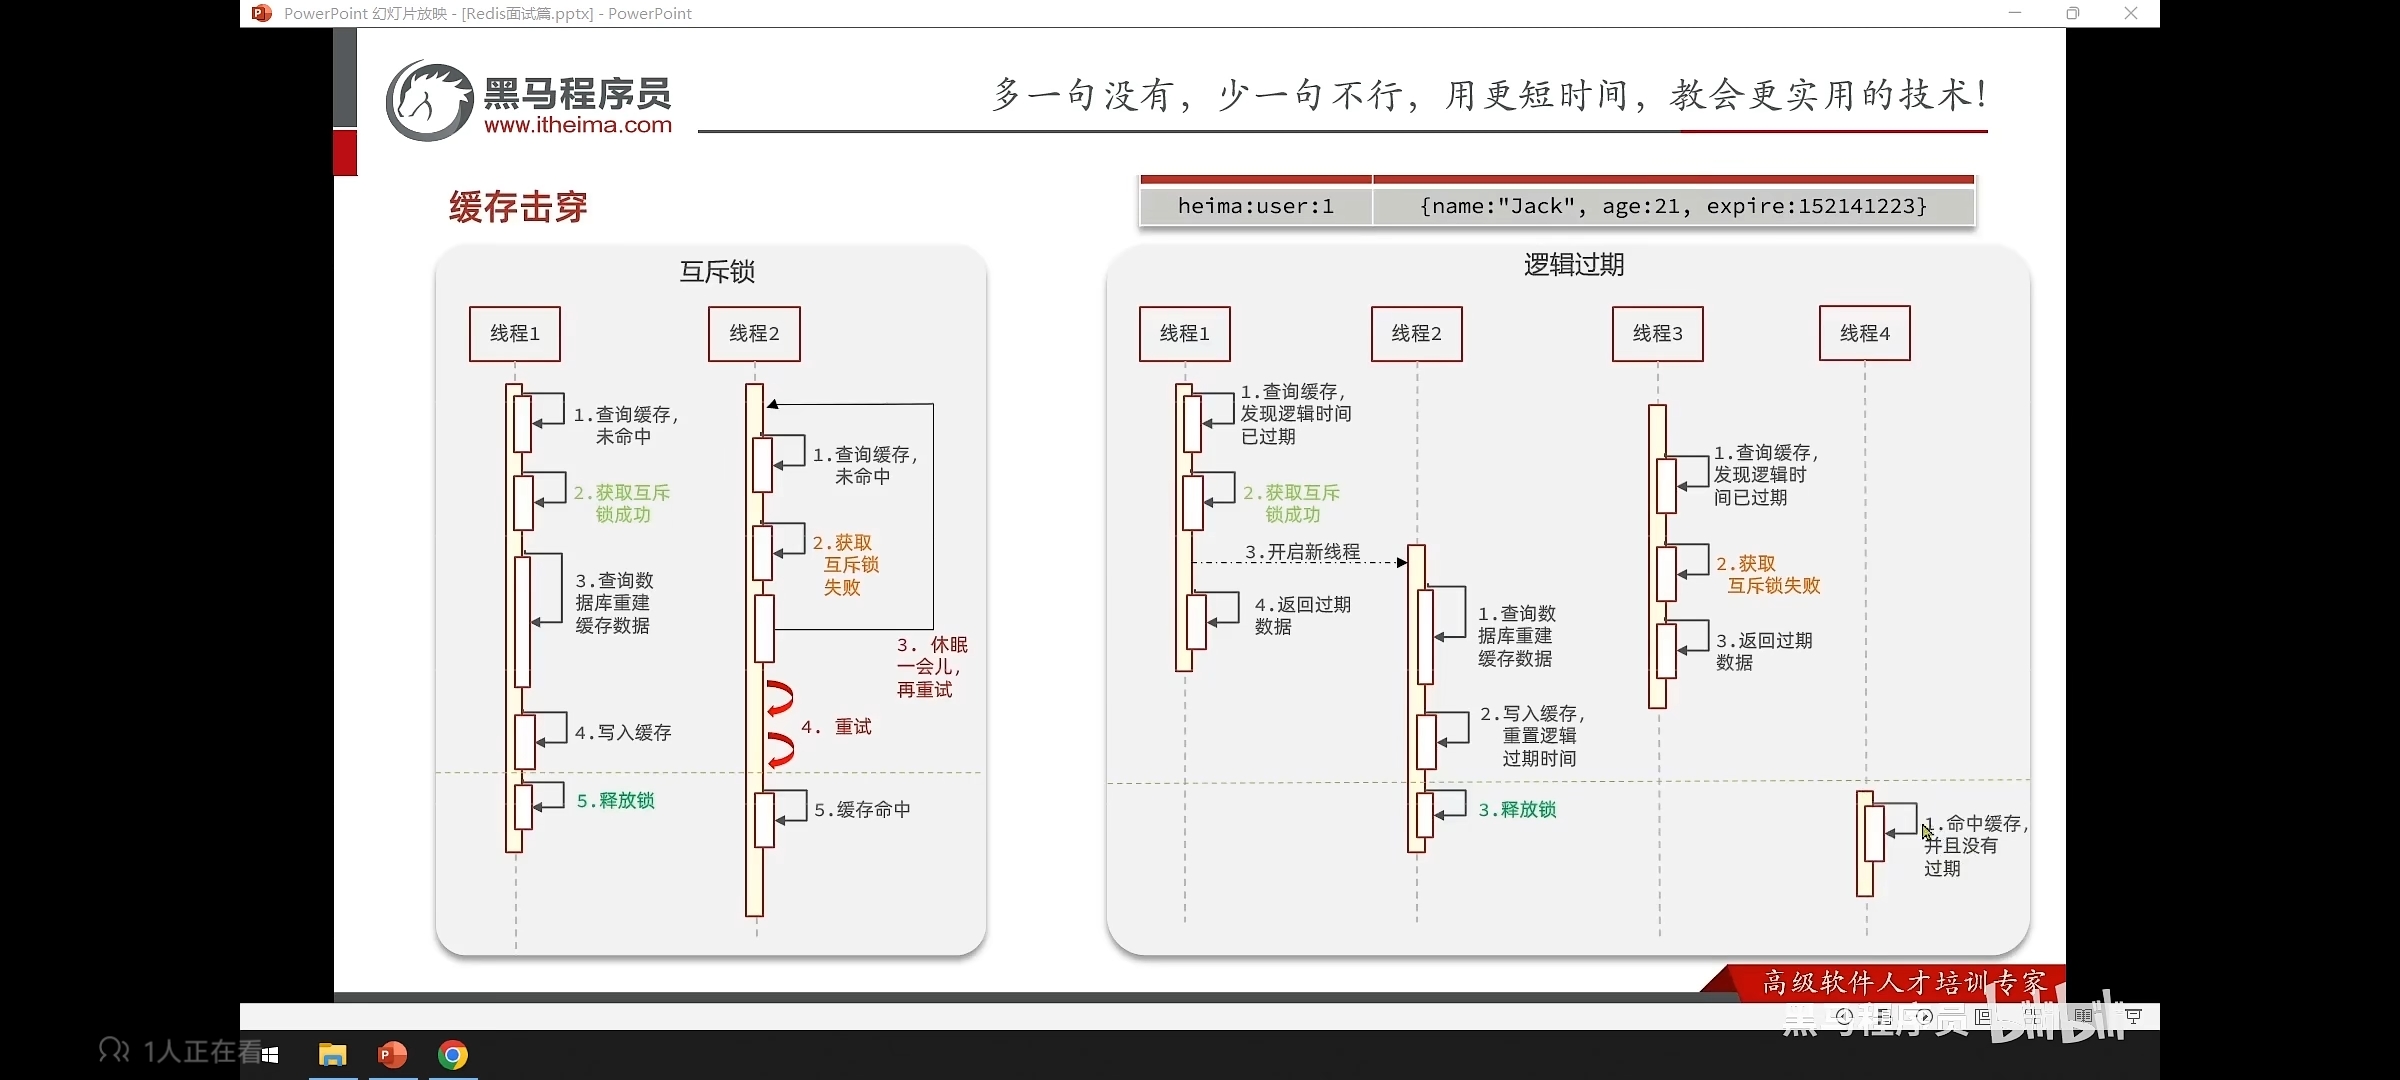 PowerPoint 幻灯片放映 - [Redis面试篇.pptx] - PowerPoint
黑马程序员
www.itheima.com
多一句没有，少一句不行，用更短时间，教会更实用的技术！
缓存击穿
heima:user:1
{name:"Jack", age:21, expire:152141223}
互斥锁
线程1
线程2
1.查询缓存，
未命中
2.获取互斥
锁成功
3.查询数
据库重建
缓存数据
4.写入缓存
5.释放锁
1.查询缓存，
未命中
2.获取
互斥锁
失败
3. 休眠
一会儿，
再重试
4. 重试
5.缓存命中
逻辑过期
线程1
线程2
线程3
线程4
1.查询缓存，
发现逻辑时间
已过期
2.获取互斥
锁成功
3.开启新线程
4.返回过期
数据
1.查询数
据库重建
缓存数据
2.写入缓存，
重置逻辑
过期时间
3.释放锁
1.查询缓存，
发现逻辑时
间已过期
2.获取
互斥锁失败
3.返回过期
数据
1.命中缓存，
并且没有
过期
高级软件人才培训专家
黑马程序员 bilibili
1人正在看